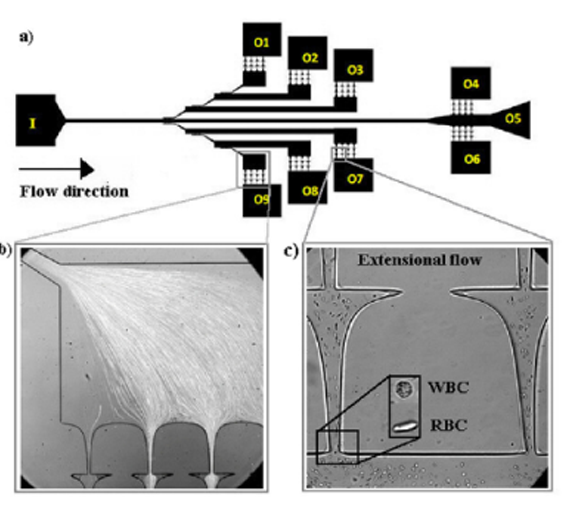 a)
O1
O2
O3
O4
I
O5
O6
O7
O8
O9
Flow direction
b)
c)
Extensional flow
WBC
RBC